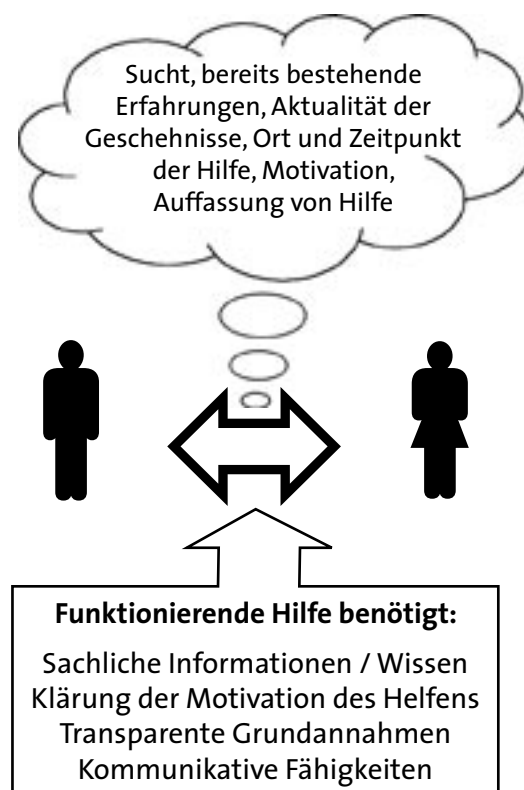 Sucht, bereits bestehende
Erfahrungen, Aktualität der
Geschehnisse, Ort und Zeitpunkt
der Hilfe, Motivation,
Auffassung von Hilfe
Funktionierende Hilfe benötigt:
Sachliche Informationen / Wissen
Klärung der Motivation des Helfens
Transparente Grundannahmen
Kommunikative Fähigkeiten